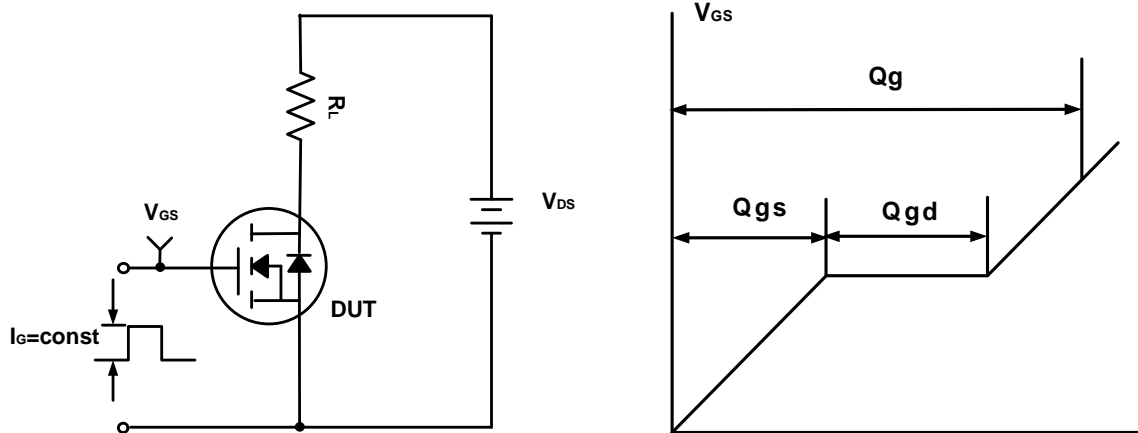 RL
VGS
VDS
DUT
IG=const
VGS
Qg
Qgs
Qgd